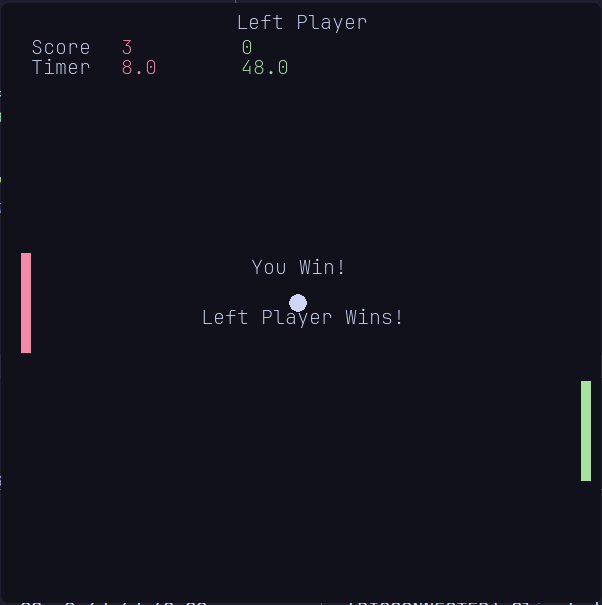 Left Player
Score 3 0
Timer 8.0 48.0
You Win!
Left Player Wins!